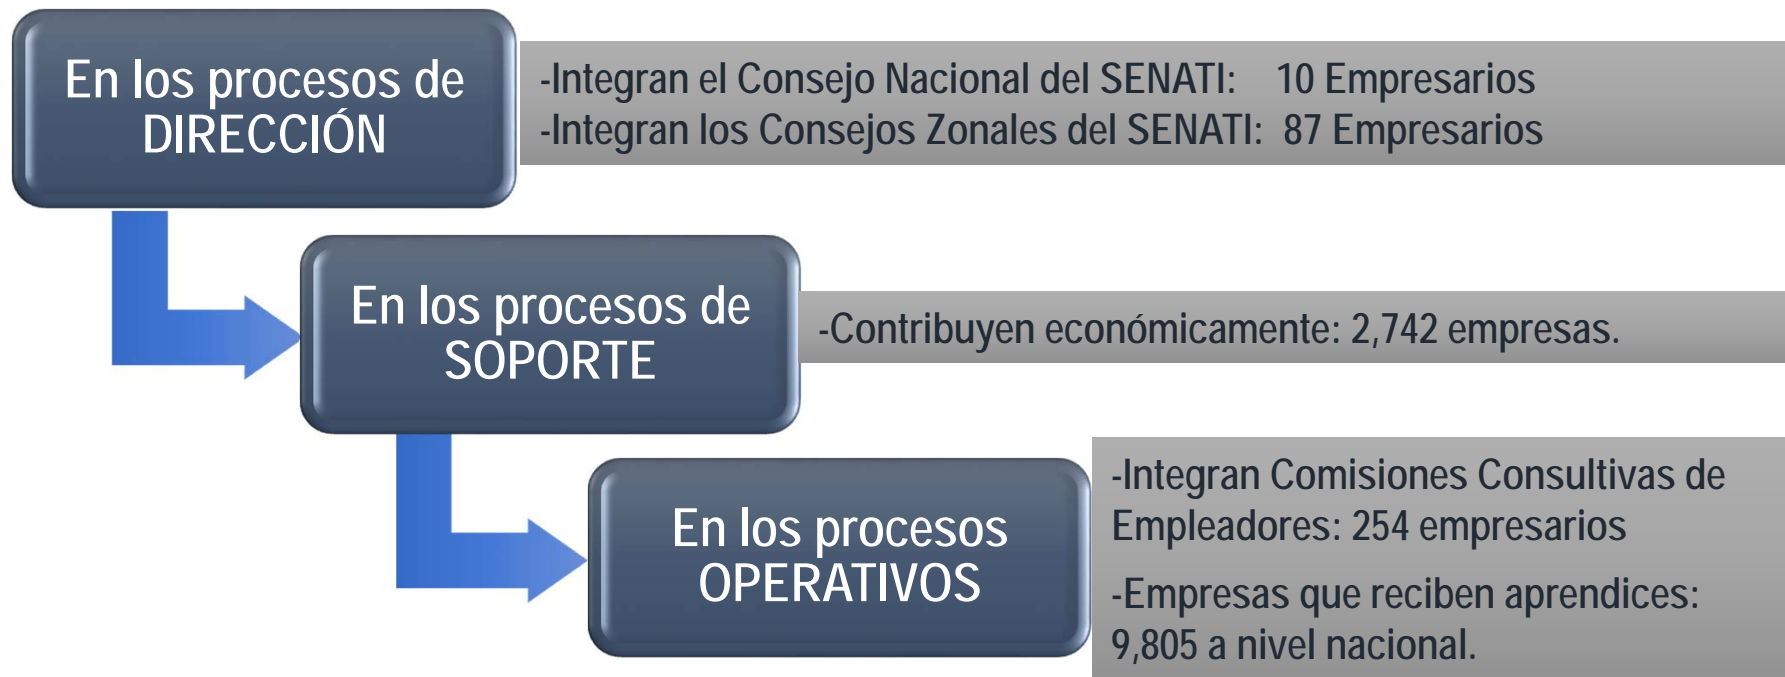 En los procesos de
DIRECCIÓN
-Integran el Consejo Nacional del SENATI: 10 Empresarios
-Integran los Consejos Zonales del SENATI: 87 Empresarios
En los procesos de
SOPORTE
-Contribuyen económicamente: 2,742 empresas.
En los procesos
OPERATIVOS
-Integran Comisiones Consultivas de
Empleadores: 254 empresarios
-Empresas que reciben aprendices:
9,805 a nivel nacional.